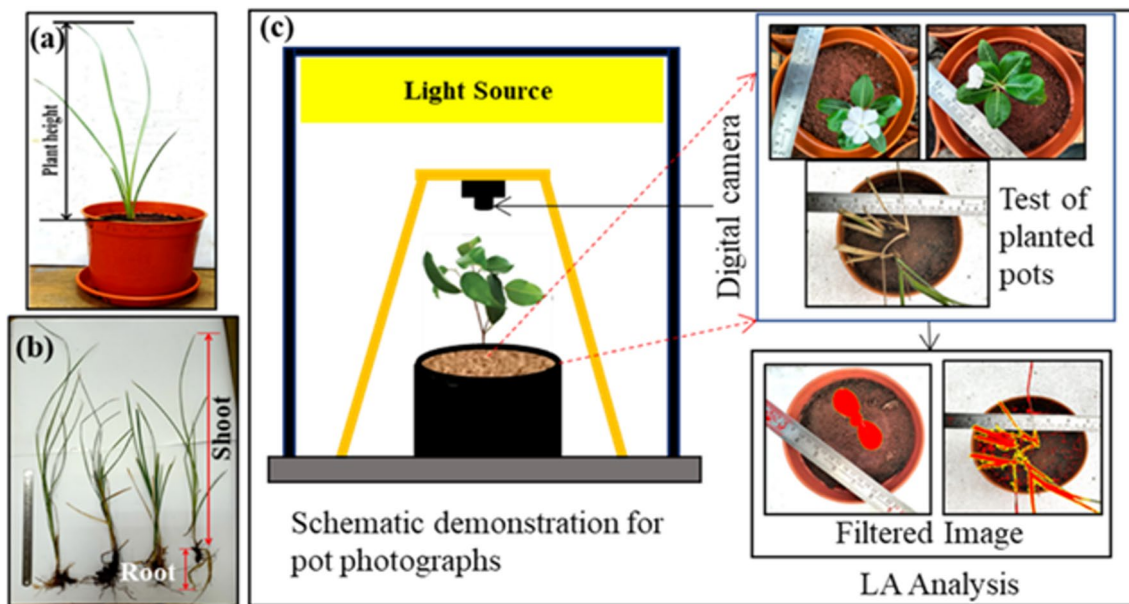 (a)
Plant height
(b)
Shoot
Root
(c)
Light Source
Digital camera
Schematic demonstration for
pot photographs
Test of
planted
pots
Filtered Image
LA Analysis